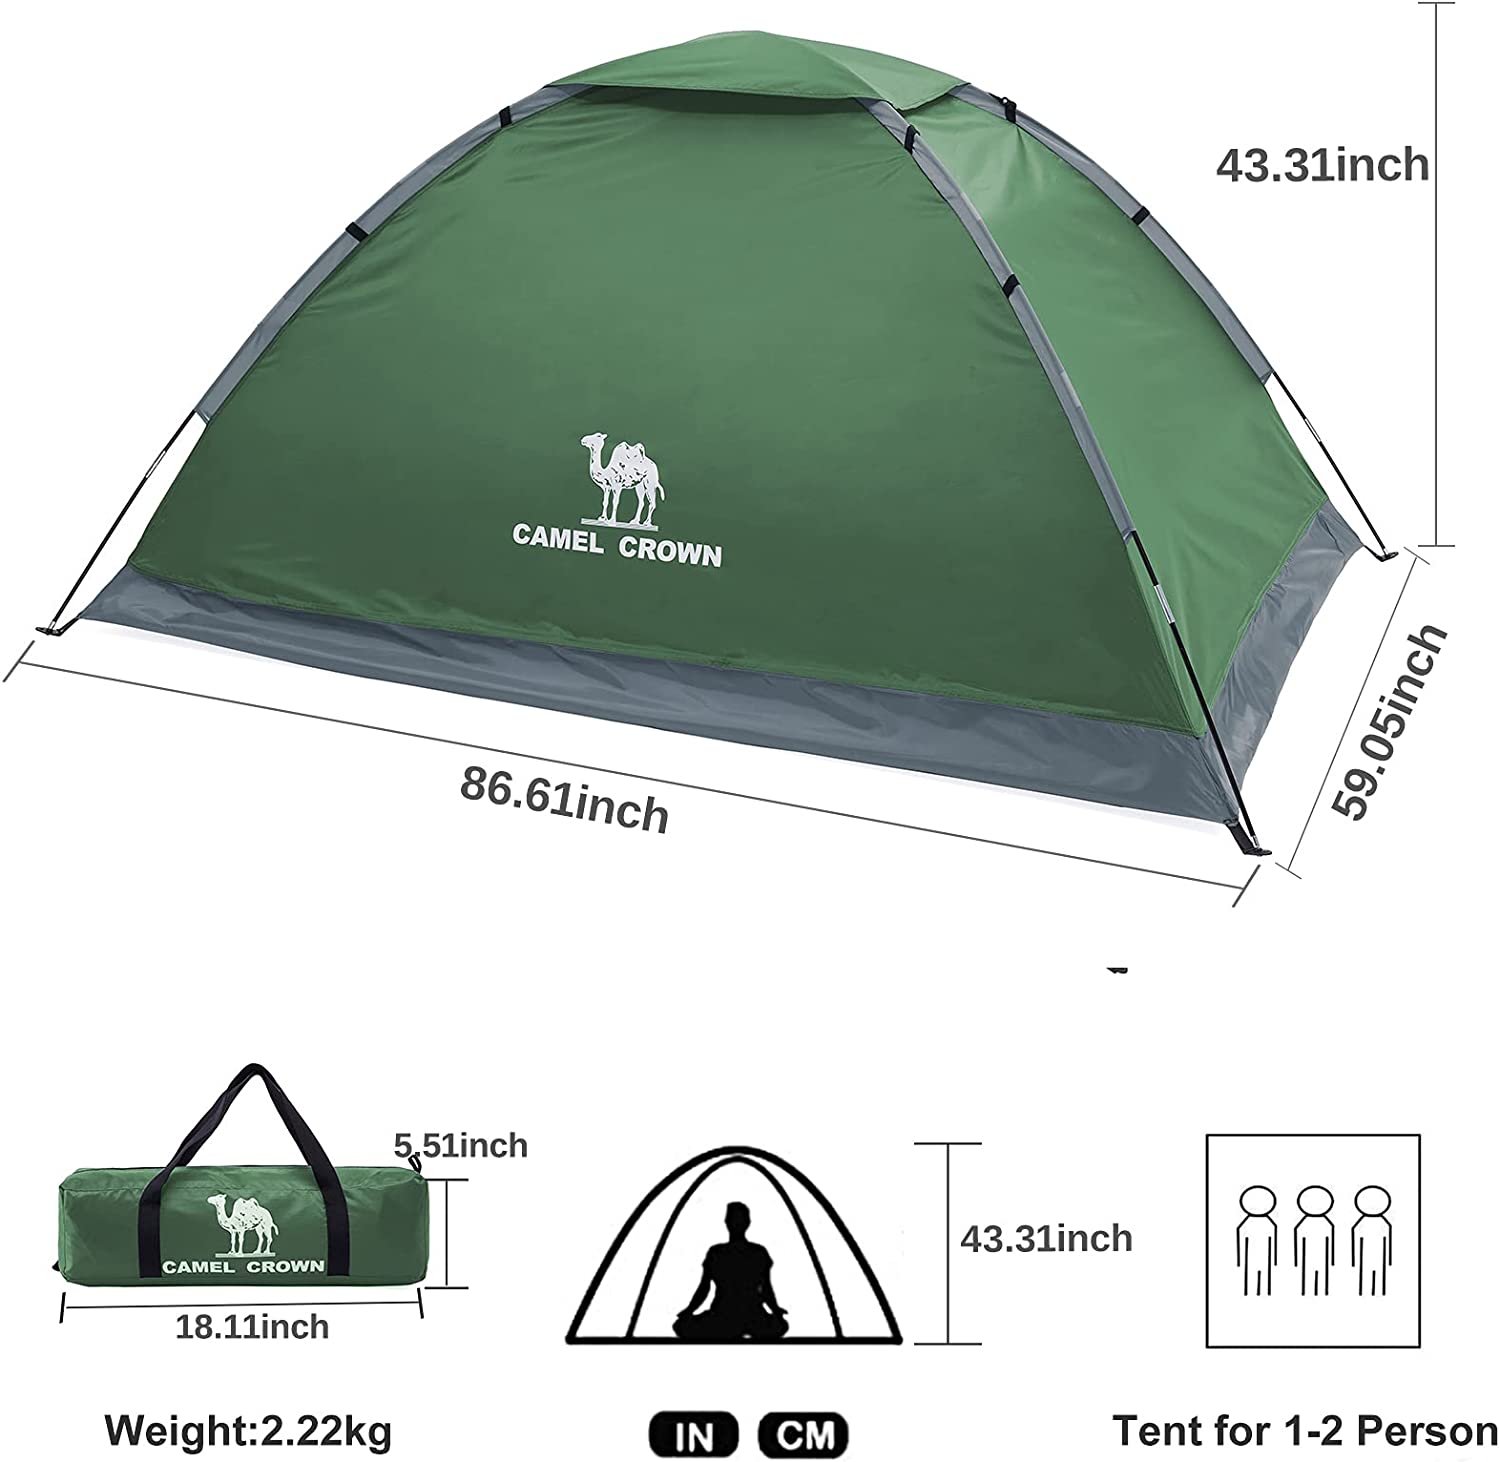 43.31inch
CAMEL CROWN
59.05inch
86.61inch
5.51inch
CAMEL CROWN
18.11inch
43.31inch
Weight:2.22kg
IN CM
Tent for 1-2 Person